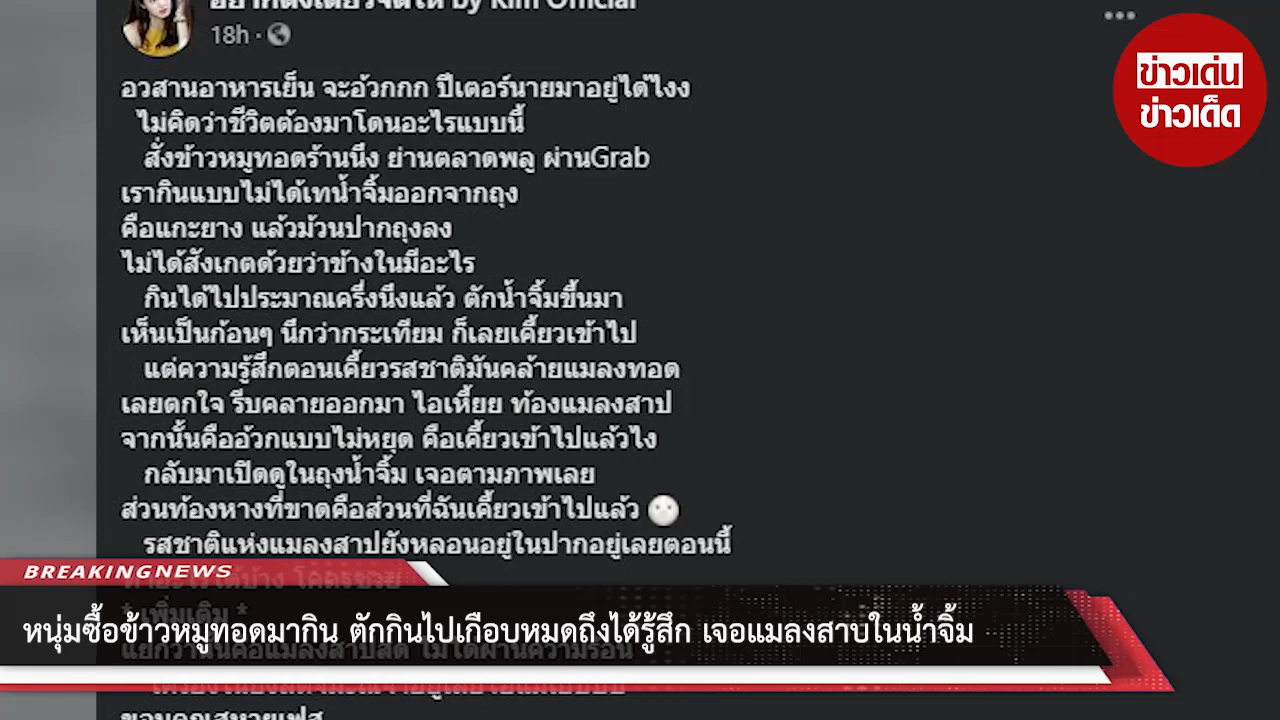 by Kim Official
18h
ข่าวเด่น
ข่าวเด็ด
อวสานอาหารเย็น จะอ้วกกก ปีเตอร์นายมาอยู่ได้ไงง
ไม่คิดว่าชีวิตต้องมาโดนอะไรแบบนี้
สั่งข้าวหมูทอดร้านนึง ย่านตลาดพลู ผ่านGrab
เรากินแบบไม่ได้เทน้ำจิ้มออกจากถุง
คือแกะยาง แล้วม้วนปากถุงลง
ไม่ได้สังเกตด้วยว่าข้างในมีอะไร
กินได้ไปประมาณครึ่งนึงแล้ว ตักน้ำจิ้มขึ้นมา
เห็นเป็นก้อนๆ นึกว่ากระเทียม ก็เลยเคี้ยวเข้าไป
แต่ความรู้สึกตอนเคี้ยวรสชาติมันคล้ายแมลงทอด
เลยตกใจ รีบคลายออกมา ไอเหี้ยย ท้องแมลงสาป
จากนั้นคืออ้วกแบบไม่หยุด คือเคี้ยวเข้าไปแล้วไง
กลับมาเปิดดูในถุงน้ำจิ้ม เจอตามภาพเลย
ส่วนท้องหางที่ขาดคือส่วนที่ฉันเคี้ยวเข้าไปแล้ว 😶
รสชาติแห่งแมลงสาปยังหลอนอยู่ในปากอยู่เลยตอนนี้
BREAKING NEWS
* เพิ่มเติม *
หนุ่มซื้อข้าวหมูทอดมากิน ตักกินไปเกือบหมดถึงได้รู้สึก เจอแมลงสาบในน้ำจิ้ม